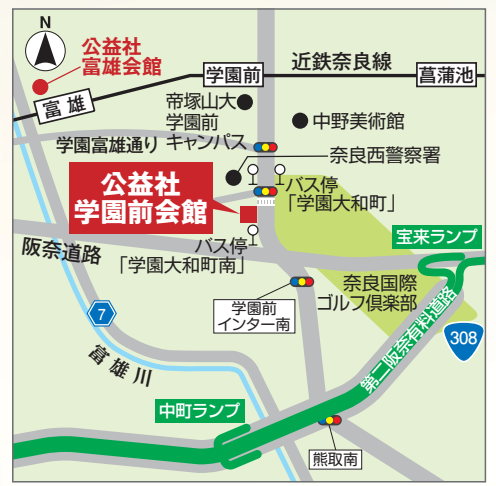 N
公益社
富雄会館
近鉄奈良線
学園前
菖蒲池
富雄
帝塚山大
学園前
キャンパス
中野美術館
学園富雄通り
奈良西警察署
公益社
学園前会館
バス停
「学園大和町」
宝来ランプ
阪奈道路
バス停
「学園大和町南」
奈良国際
ゴルフ倶楽部
7
学園前
インター南
308
富雄川
第二阪奈有料道路
中町ランプ
熊取南